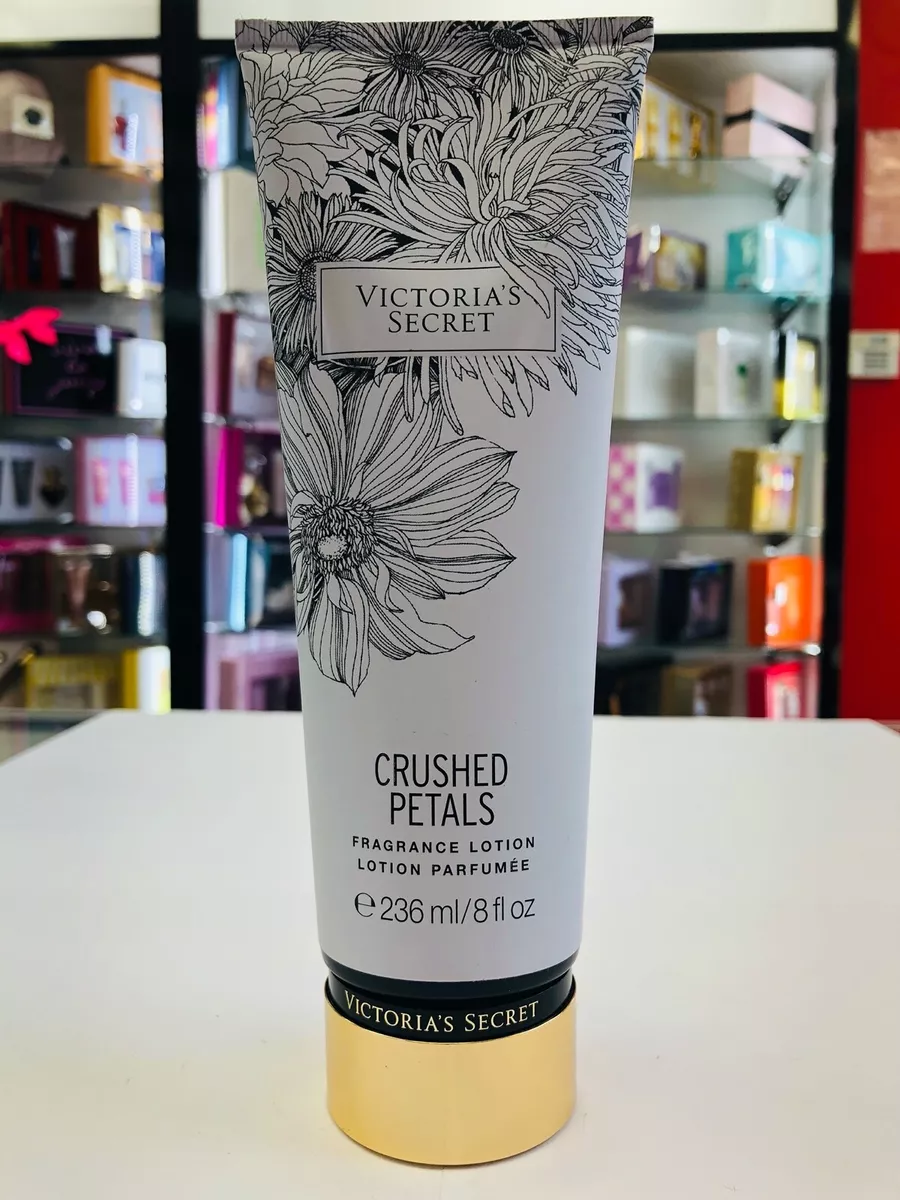 VICTORIA'S
SECRET
CRUSHED
PETALS
FRAGRANCE LOTION
LOTION PARFUMÉE
℮ 236 ml/8 fl oz
VICTORIA'S SECRET